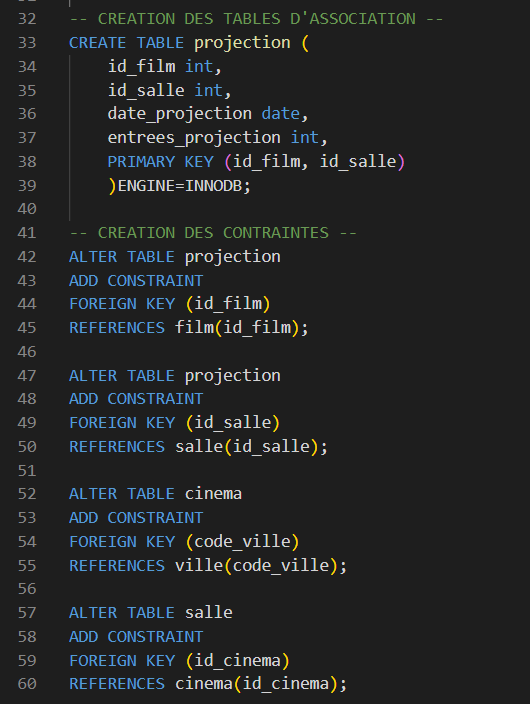 32 -- CREATION DES TABLES D'ASSOCIATION --
33 CREATE TABLE projection (
34 id_film int,
35 id_salle int,
36 date_projection date,
37 entrees_projection int,
38 PRIMARY KEY (id_film, id_salle)
39 )ENGINE=INNODB;
40
41 -- CREATION DES CONTRAINTES --
42 ALTER TABLE projection
43 ADD CONSTRAINT
44 FOREIGN KEY (id_film)
45 REFERENCES film(id_film);
46
47 ALTER TABLE projection
48 ADD CONSTRAINT
49 FOREIGN KEY (id_salle)
50 REFERENCES salle(id_salle);
51
52 ALTER TABLE cinema
53 ADD CONSTRAINT
54 FOREIGN KEY (code_ville)
55 REFERENCES ville(code_ville);
56
57 ALTER TABLE salle
58 ADD CONSTRAINT
59 FOREIGN KEY (id_cinema)
60 REFERENCES cinema(id_cinema);